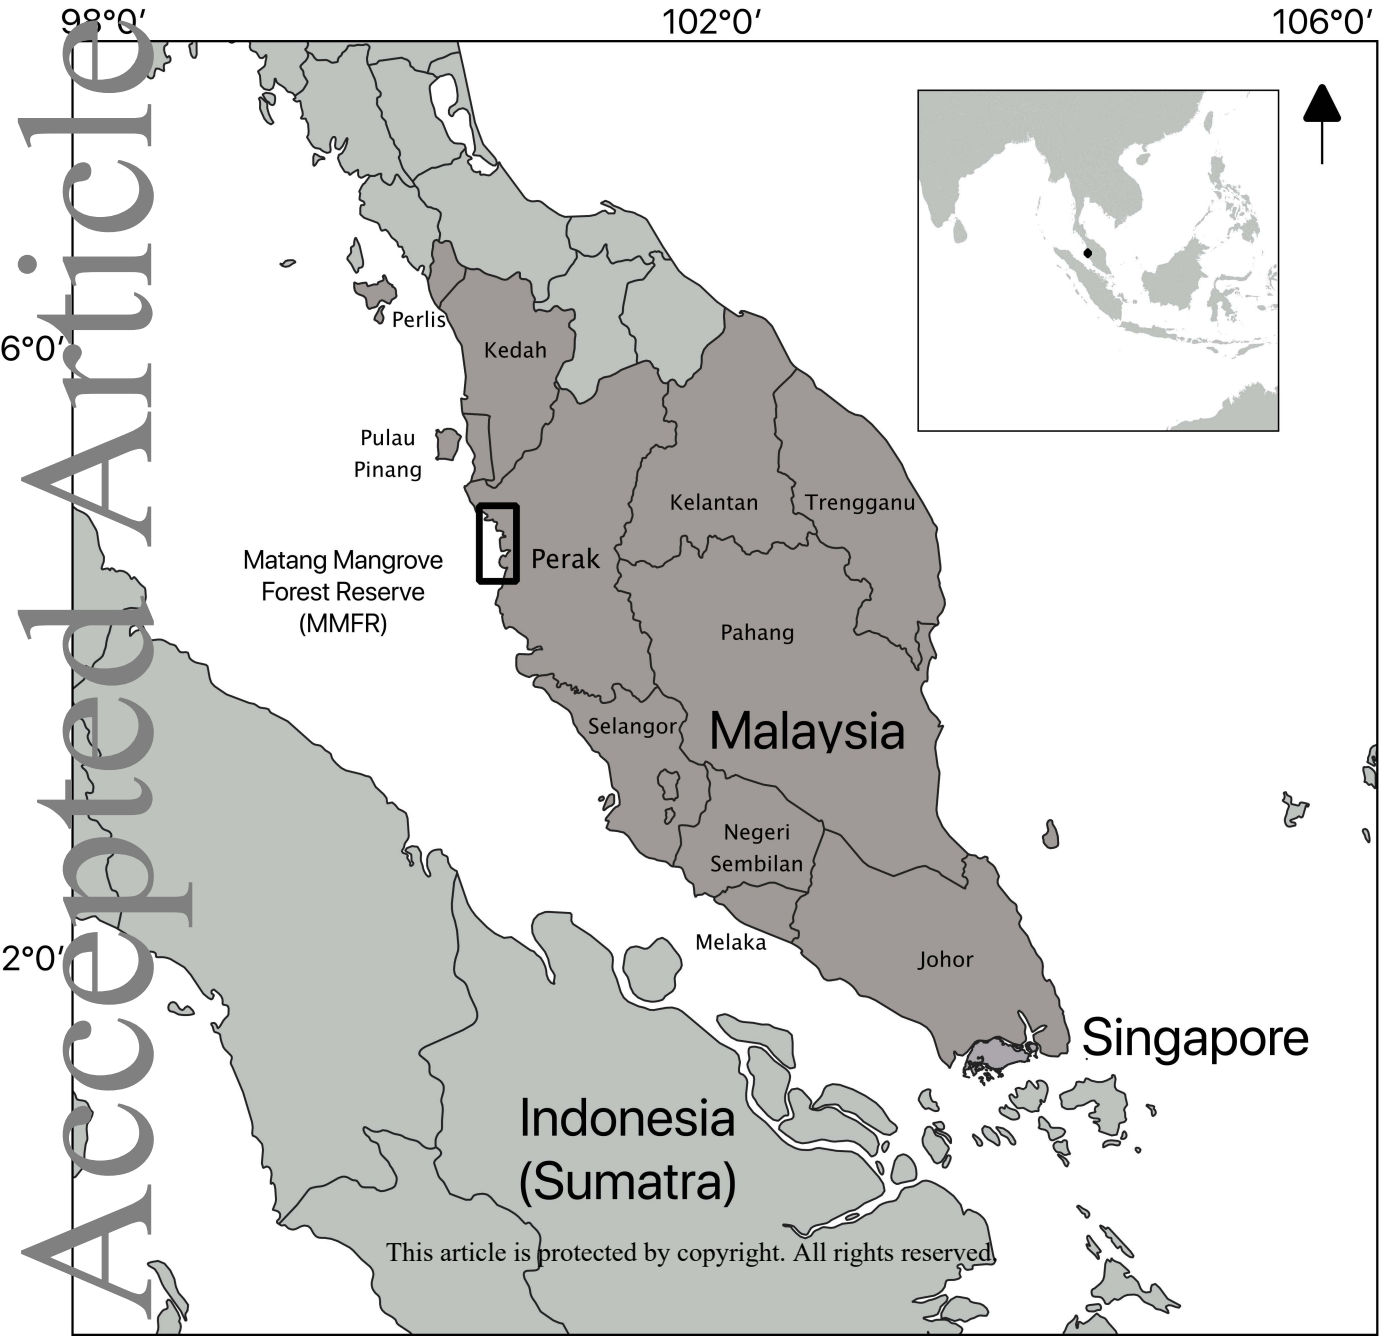 98°0′
102°0′
106°0′
Accepted Article
6°0′
Perlis
Kedah
Pulau
Pinang
Kelantan
Trengganu
Matang Mangrove
Forest Reserve
(MMFR)
Perak
Pahang
Selangor
Malaysia
Negeri
Sembilan
Melaka
2°0′
Johor
Singapore
Indonesia
(Sumatra)
This article is protected by copyright. All rights reserved.